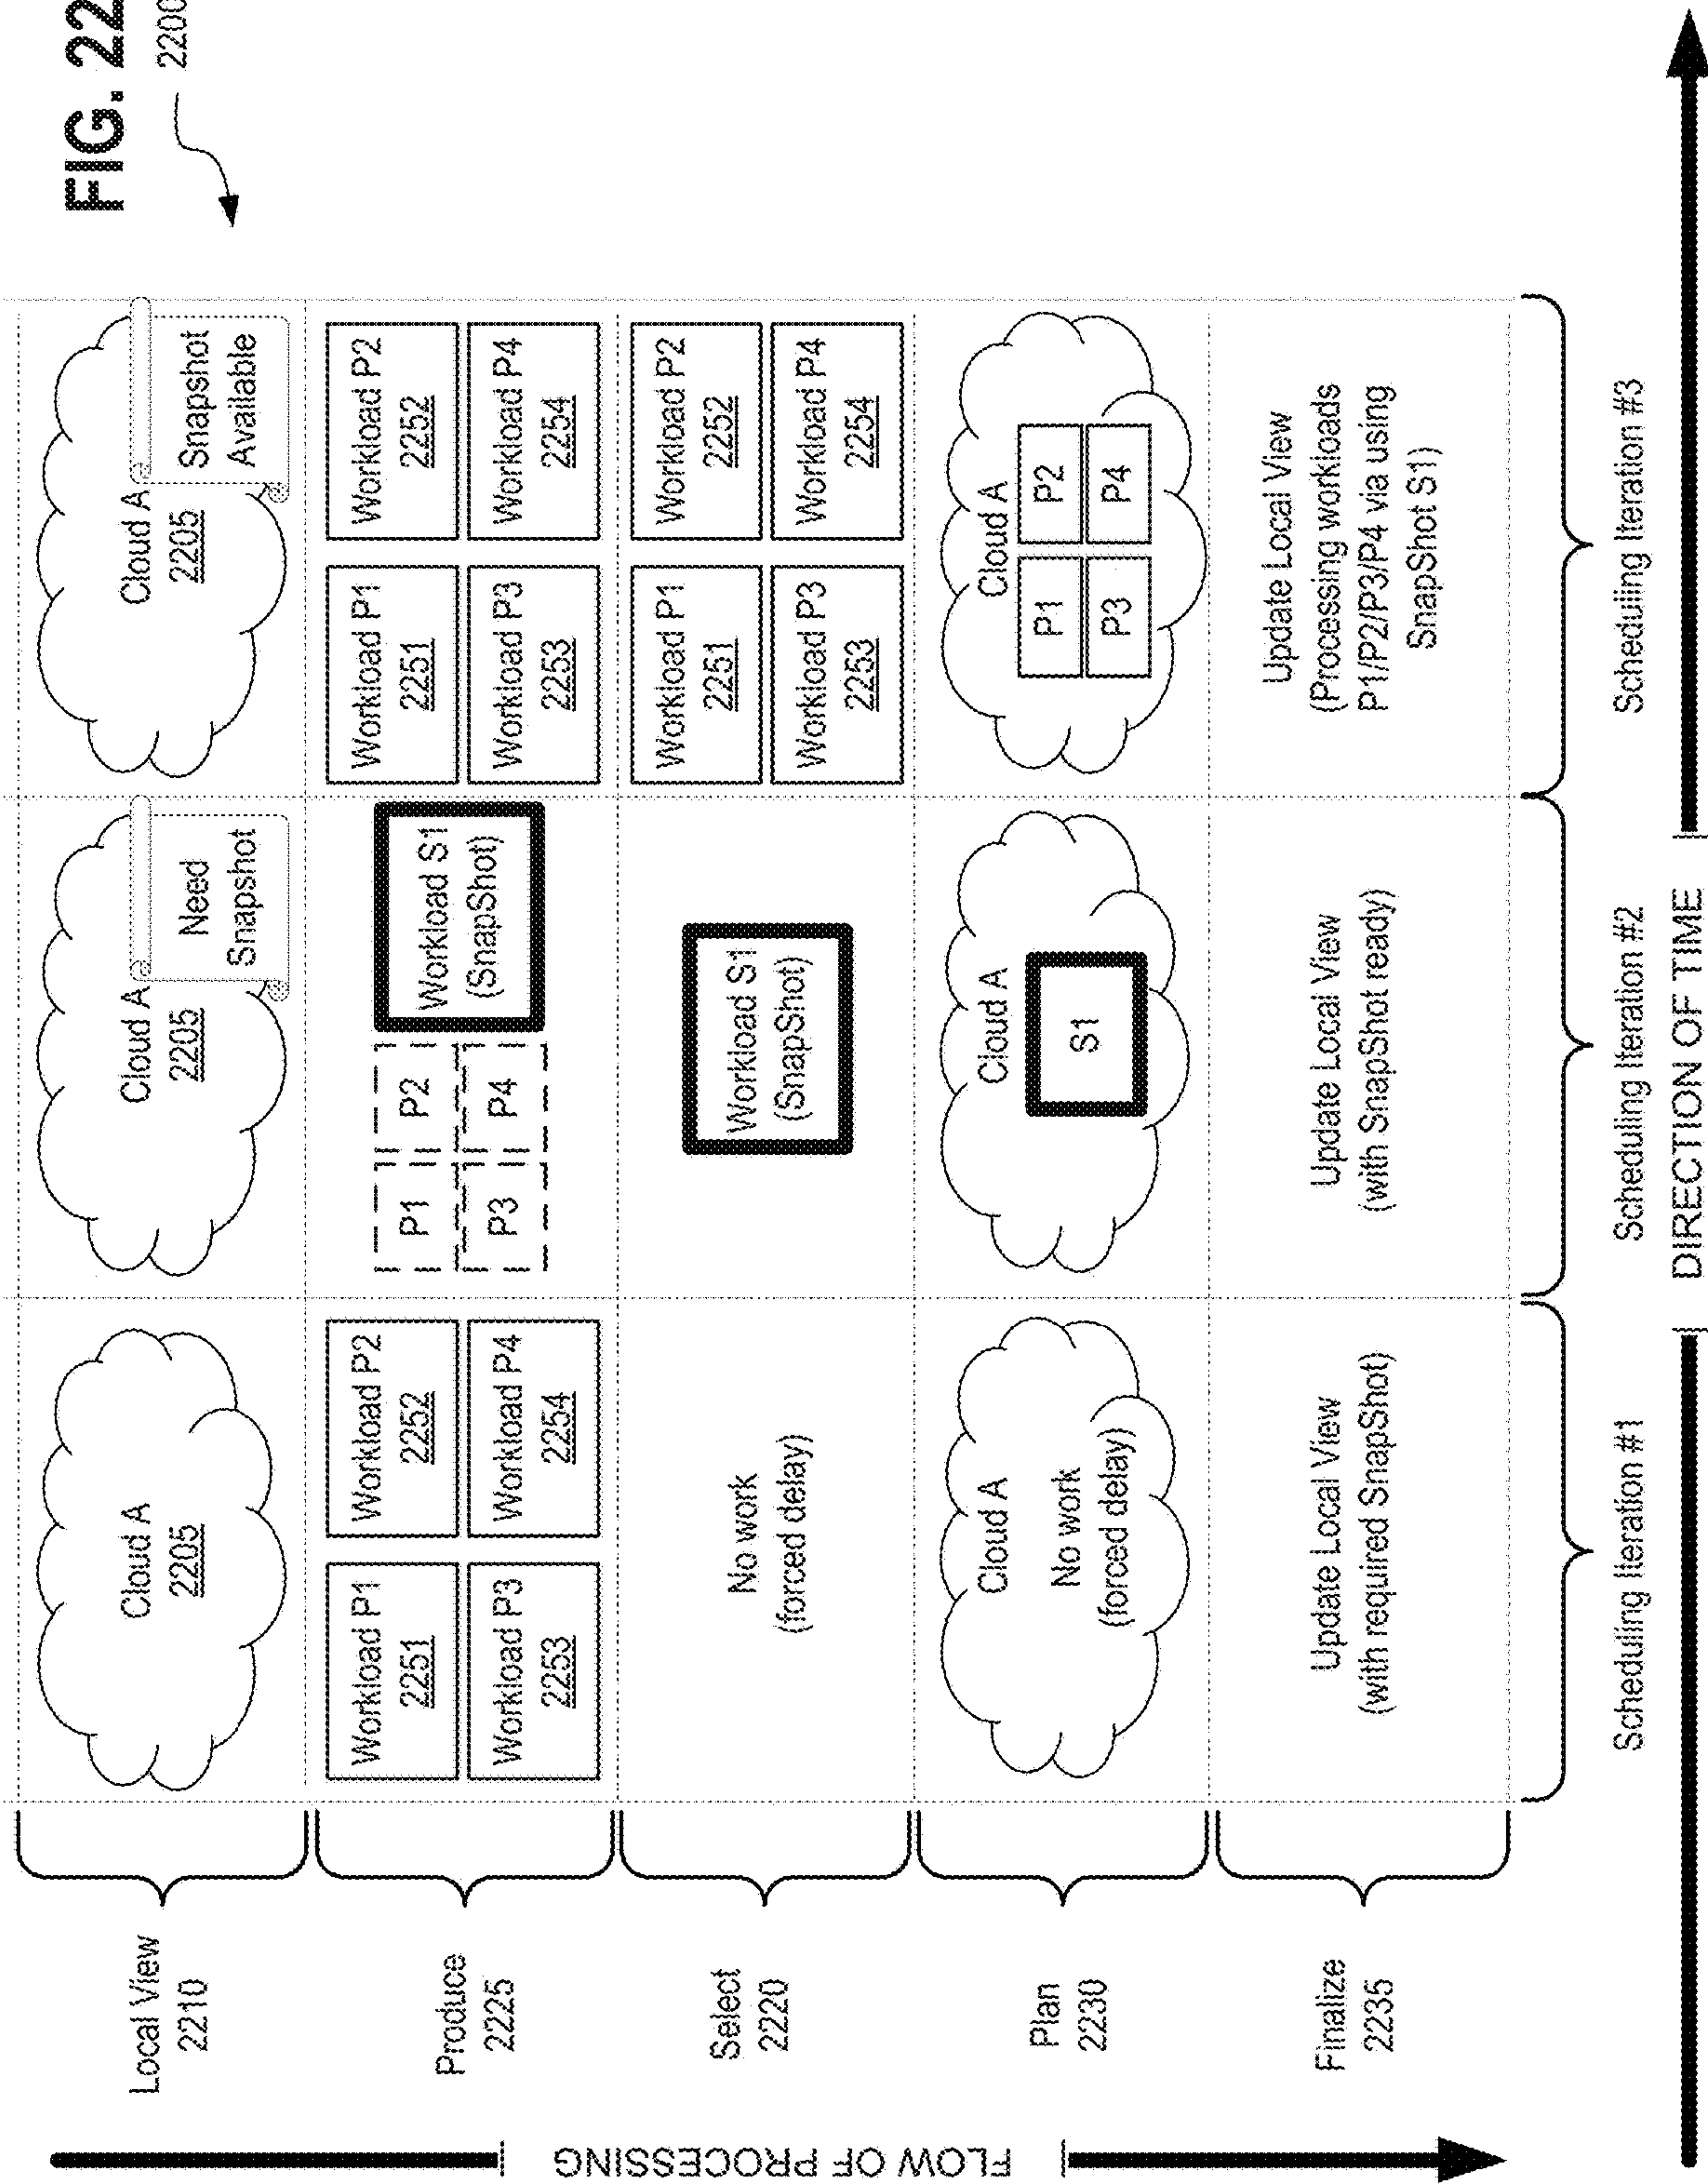 FIG. 22
2200
FLOW OF PROCESSING
Local View
2210
Cloud A
2205
Cloud A
2205
Need
Snapshot
Cloud A
2205
Snapshot
Available
Produce
2225
Workload P1
2251
Workload P2
2252
Workload P3
2253
Workload P4
2254
P1
P2
P3
P4
Workload S1
(SnapShot)
Workload P1
2251
Workload P2
2252
Workload P3
2253
Workload P4
2254
Select
2220
No work
(forced delay)
Workload S1
(SnapShot)
Workload P1
2251
Workload P2
2252
Workload P3
2253
Workload P4
2254
Plan
2230
Cloud A
No work
(forced delay)
Cloud A
S1
Cloud A
P1
P2
P3
P4
Finalize
2235
Update Local View
(with required SnapShot)
Update Local View
(with SnapShot ready)
Update Local View
(Processing workloads
P1/P2/P3/P4 via using
SnapShot S1)
Scheduling Iteration #1
Scheduling Iteration #2
Scheduling Iteration #3
DIRECTION OF TIME